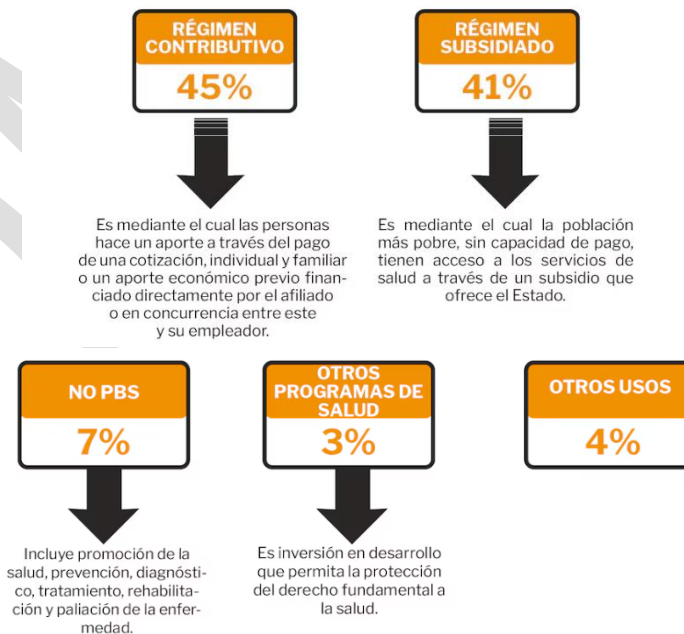 RÉGIMEN
CONTRIBUTIVO
45%
RÉGIMEN
SUBSIDIADO
41%
Es mediante el cual las personas
hace un aporte a través del pago
de una cotización, individual y familiar
o un aporte económico previo finan-
ciado directamente por el afiliado
o en concurrencia entre este
y su empleador.
Es mediante el cual la población
más pobre, sin capacidad de pago,
tienen acceso a los servicios de
salud a través de un subsidio que
ofrece el Estado.
NO PBS
7%
OTROS
PROGRAMAS DE
SALUD
3%
OTROS USOS
4%
Incluye promoción de la
salud, prevención, diagnósti-
co, tratamiento, rehabilita-
ción y paliación de la enfer-
medad.
Es inversión en desarrollo
que permita la protección
del derecho fundamental a
la salud.